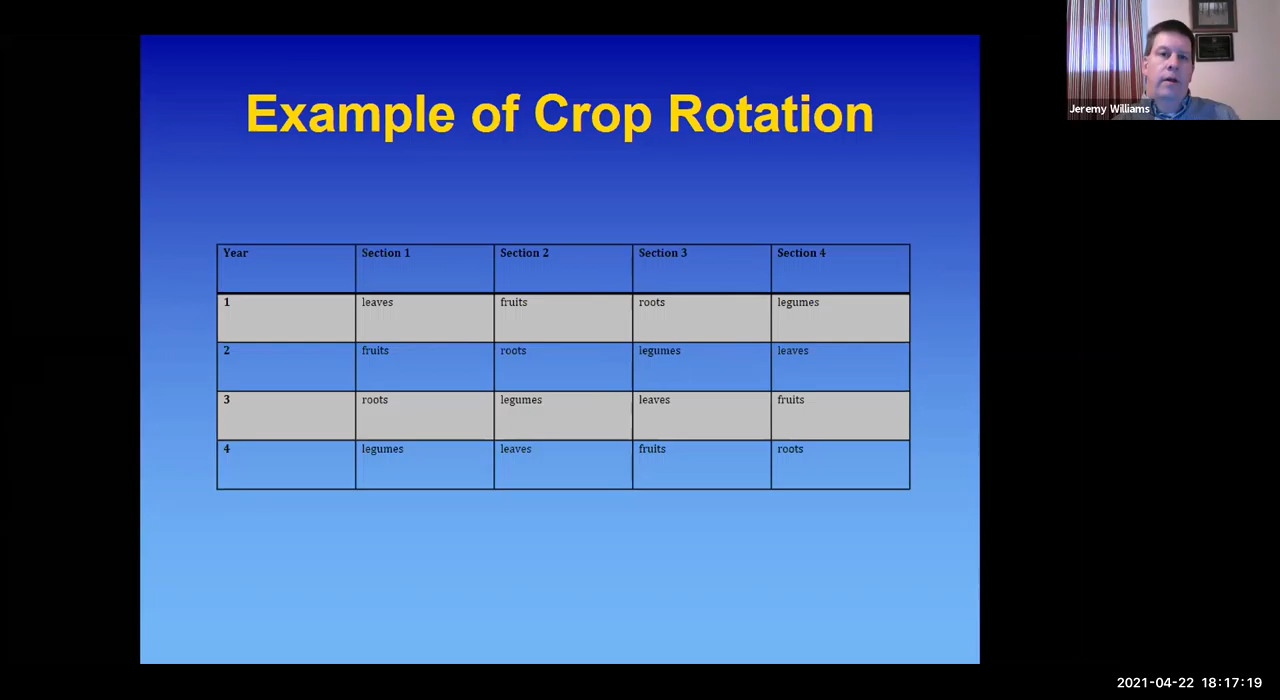 Example of Crop Rotation
Jeremy Williams
Year Section 1 Section 2 Section 3 Section 4
1 leaves fruits roots legumes
2 fruits roots legumes leaves
3 roots legumes leaves fruits
4 legumes leaves fruits roots
2021-04-22 18:17:19